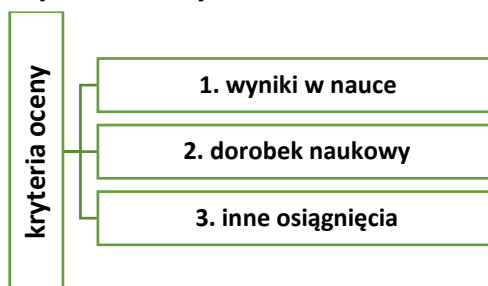 kryteria oceny
1. wyniki w nauce
2. dorobek naukowy
3. inne osiągnięcia